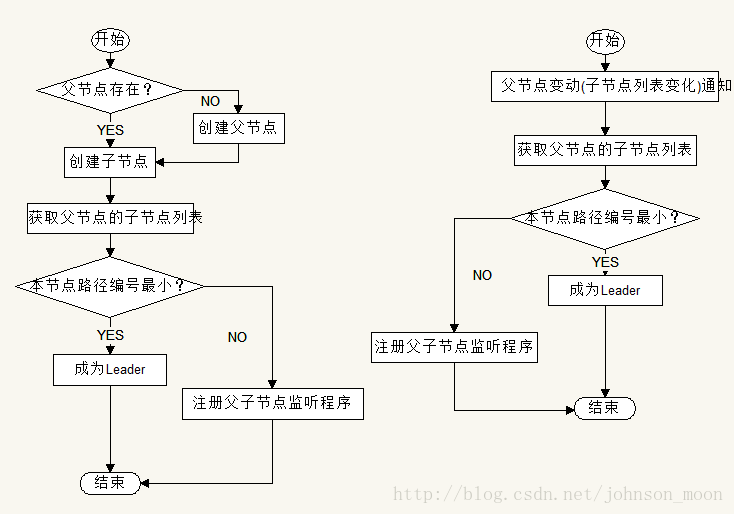 开始
父节点存在?
NO
YES
创建父节点
创建子节点
获取父节点的子节点列表
本节点路径编号最小?
YES
NO
成为Leader
注册父子节点监听程序
结束
开始
父节点变动(子节点列表变化)通知
获取父节点的子节点列表
本节点路径编号最小?
YES
NO
成为Leader
注册父子节点监听程序
结束
http://blog.csdn.net/johnson_moon